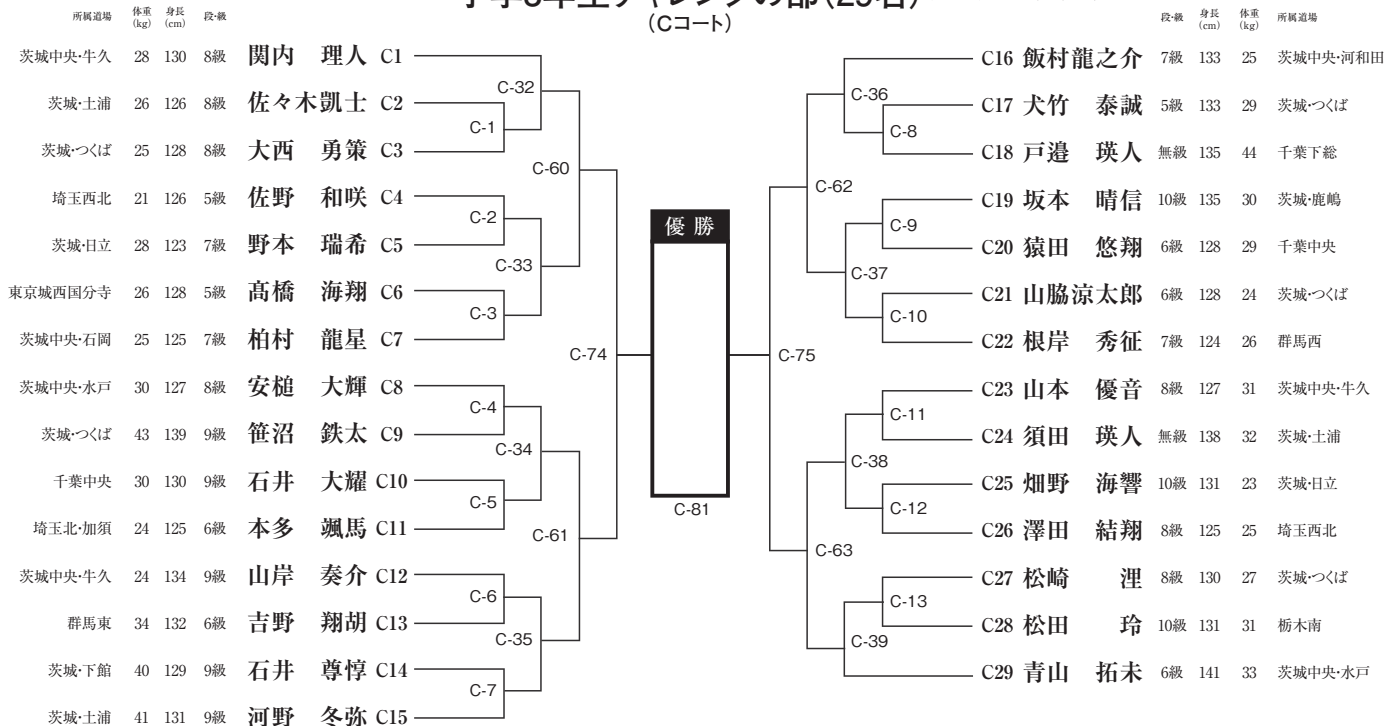 (Cコート)
所属道場 体重(kg) 身長(cm) 段・級
茨城中央・牛久 28 130 8級 関内 理人 C1
茨城・土浦 26 126 8級 佐々木凱士 C2
茨城・つくば 25 128 8級 大西 勇策 C3
埼玉西北 21 126 5級 佐野 和咲 C4
茨城・日立 28 123 7級 野本 瑞希 C5
東京城西国分寺 26 128 5級 髙橋 海翔 C6
茨城中央・石岡 25 125 7級 柏村 龍星 C7
茨城中央・水戸 30 127 8級 安槌 大輝 C8
茨城・つくば 43 139 9級 笹沼 鉄太 C9
千葉中央 30 130 9級 石井 大耀 C10
埼玉北・加須 24 125 6級 本多 颯馬 C11
茨城中央・牛久 24 134 9級 山岸 奏介 C12
群馬東 34 132 6級 吉野 翔胡 C13
茨城・下館 40 129 9級 石井 尊惇 C14
茨城・土浦 41 131 9級 河野 冬弥 C15
C-32
C-1
C-60
C-2
C-33
C-3
C-74
C-4
C-34
C-5
C-61
C-6
C-35
C-7
優勝
C-81
段・級 身長(cm) 体重(kg) 所属道場
C16 飯村龍之介 7級 133 25 茨城中央・河和田
C17 犬竹 泰誠 5級 133 29 茨城・つくば
C18 戸邉 瑛人 無級 135 44 千葉下総
C19 坂本 晴信 10級 135 30 茨城・鹿嶋
C20 猿田 悠翔 6級 128 29 千葉中央
C21 山脇涼太郎 6級 128 24 茨城・つくば
C22 根岸 秀征 7級 124 26 群馬西
C23 山本 優音 8級 127 31 茨城中央・牛久
C24 須田 瑛人 無級 138 32 茨城・土浦
C25 畑野 海響 10級 131 23 茨城・日立
C26 澤田 結翔 8級 125 25 埼玉西北
C27 松崎 浬 8級 130 27 茨城・つくば
C28 松田 玲 10級 131 31 栃木南
C29 青山 拓未 6級 141 33 茨城中央・水戸
C-36
C-8
C-62
C-9
C-37
C-10
C-75
C-11
C-38
C-12
C-63
C-13
C-39